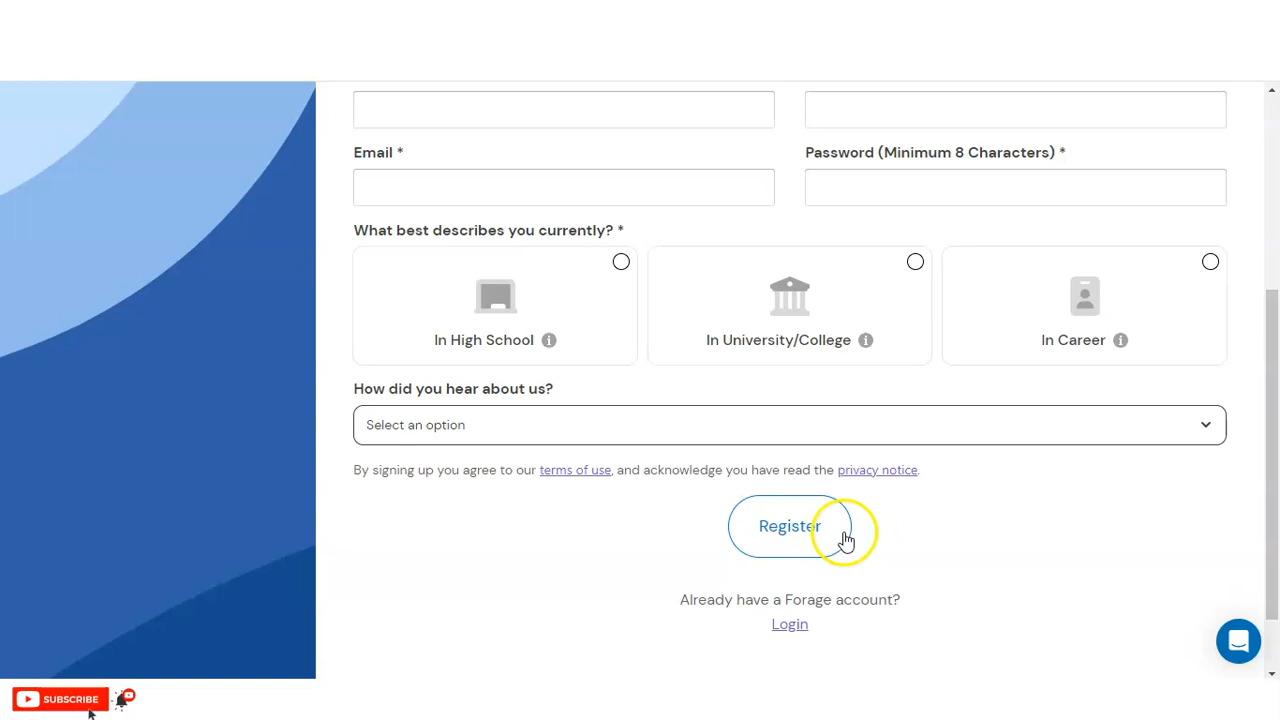 Email * Password (Minimum 8 Characters) *
What best describes you currently? *
In High School In University/College In Career
How did you hear about us?
Select an option
By signing up you agree to our terms of use, and acknowledge you have read the privacy notice.
Register
Already have a Forage account?
Login
SUBSCRIBE